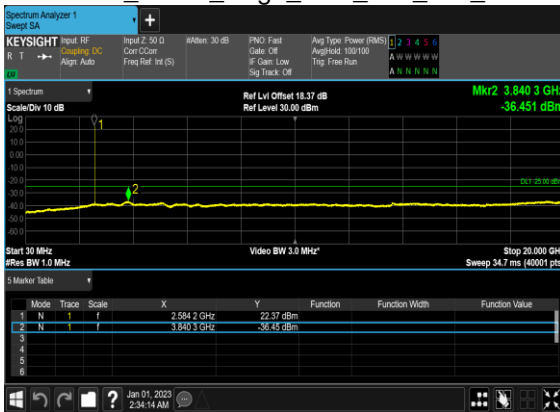 Spectrum Analyzer 1
Swept SA
+
KEYSIGHT Input: RF Input Z: 50 Ω #Atten: 30 dB PNO: Fast Avg Type: Power (RMS) 1 2 3 4 5 6
R T Coupling: DC Corr CCorr Gate: Off Avg|Hold: 100/100 A W W W W W
Align: Auto Freq Ref: Int (S) IF Gain: Low Trig: Free Run
Sig Track: Off A N N N N N
1 Spectrum Ref Lvl Offset 18.37 dB Mkr2 3.840 3 GHz
Scale/Div 10 dB Ref Level 30.00 dBm -36.451 dBm
Log
20.0
10.0
0.00
-10.0
-20.0
-30.0
-40.0
-50.0
-60.0
1
2
DL1 -25.00 dBm
Start 30 MHz Video BW 3.0 MHz* Stop 20.000 GH
#Res BW 1.0 MHz Sweep 34.7 ms (40001 pts
5 Marker Table
Mode Trace Scale X Y Function Function Width Function Value
1 N 1 f 2.584 2 GHz 22.37 dBm
2 N 1 f 3.840 3 GHz -36.45 dBm
3
4
5
6
? Jan 01, 2023
2:34:14 AM